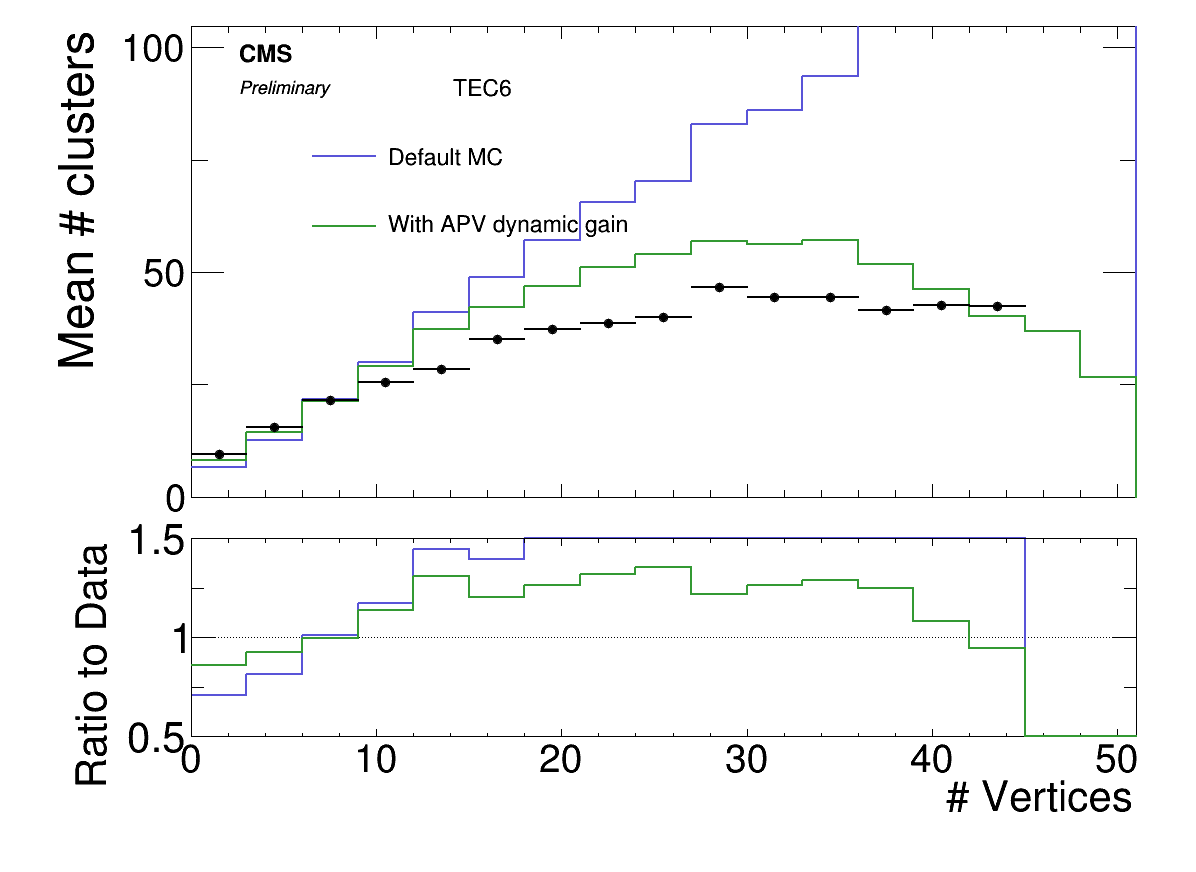 Mean # clusters
100
50
0
CMS
Preliminary
TEC6
Default MC
With APV dynamic gain
Ratio to Data
1.5
1
0.5
0 10 20 30 40 50
# Vertices